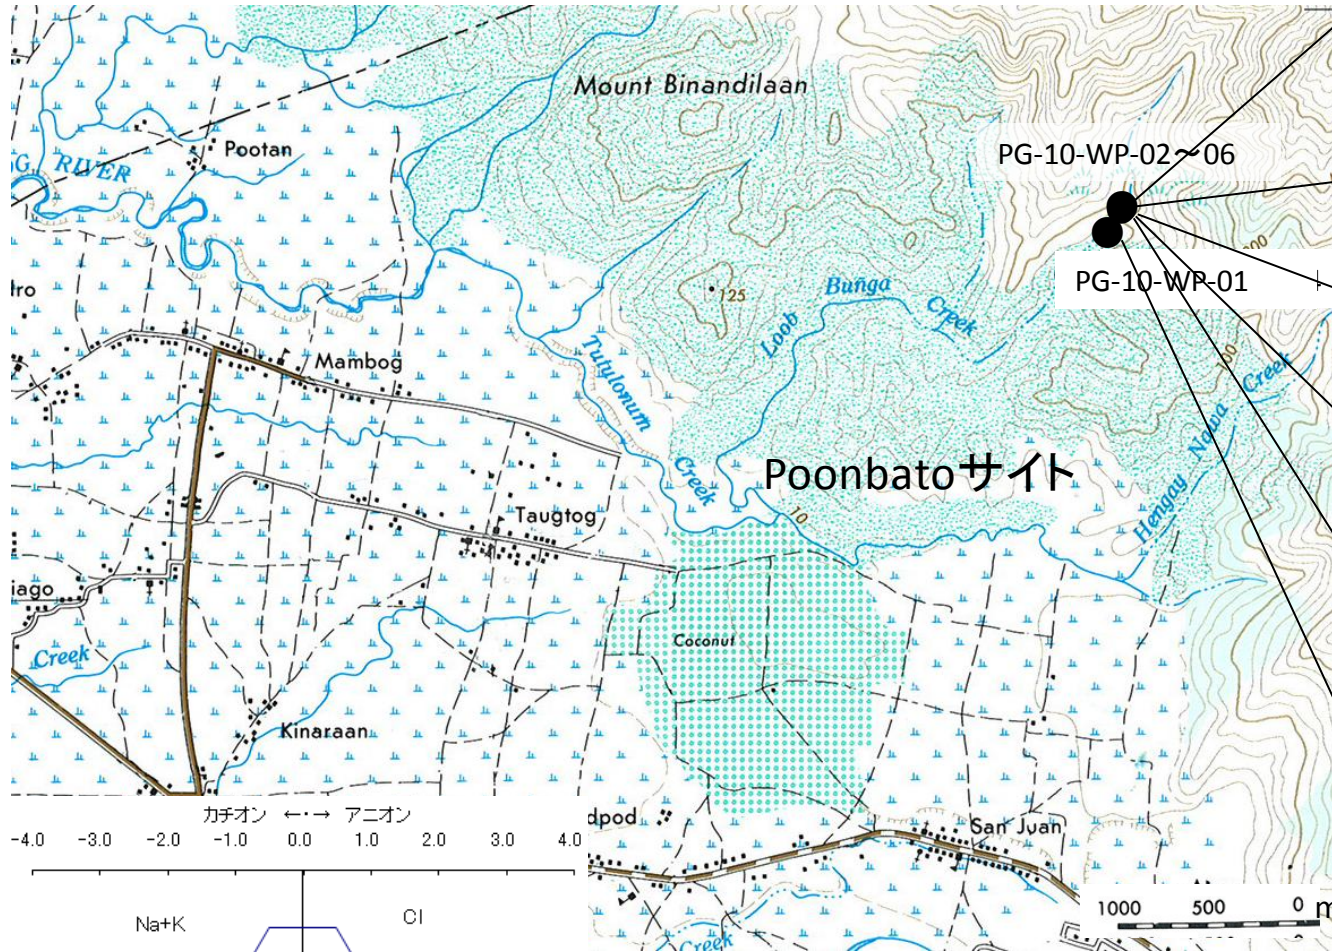 Mount Binandilaan
Pootan
RIVER
PG-10-WP-02～06
PG-10-WP-01
125
Loob Buñga Creek
Mambog
Tutulonum Creek
100
Hengay Nawa Creek
Poonbatoサイト
10
Taugtog
iago
Coconut
Creek
Kinaraan
カチオン ←·→ アニオン
-4.0 -3.0 -2.0 -1.0 0.0 1.0 2.0 3.0 4.0
Na+K Cl
dpod
San Juan
1000 500 0 m
Creek